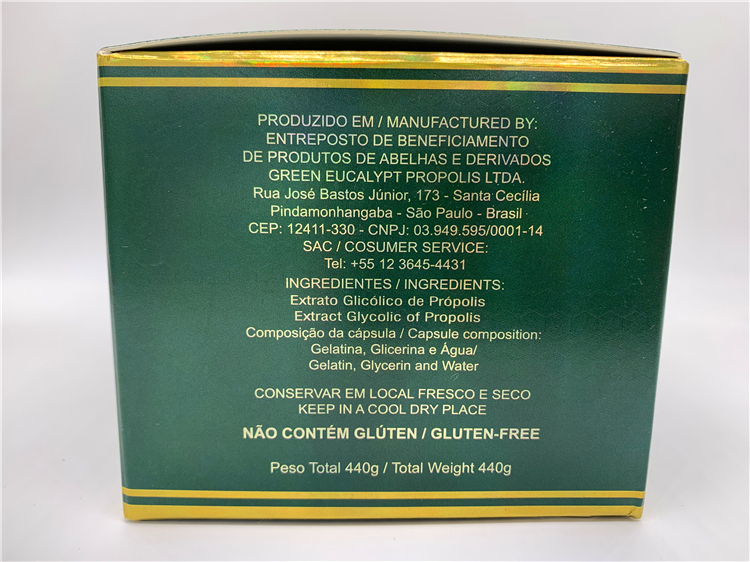 PRODUZIDO EM / MANUFACTURED BY:
ENTREPOSTO DE BENEFICIAMENTO
DE PRODUTOS DE ABELHAS E DERIVADOS
GREEN EUCALYPT PROPOLIS LTDA.
Rua José Bastos Júnior, 173 - Santa Cecília
Pindamonhangaba - São Paulo - Brasil
CEP: 12411-330 - CNPJ: 03.949.595/0001-14
SAC / COSUMER SERVICE:
Tel: +55 12 3645-4431
INGREDIENTES / INGREDIENTS:
Extrato Glicólico de Própolis
Extract Glycolic of Propolis
Composição da cápsula / Capsule composition:
Gelatina, Glicerina e Água/
Gelatin, Glycerin and Water
CONSERVAR EM LOCAL FRESCO E SECO
KEEP IN A COOL DRY PLACE
NÃO CONTÉM GLÚTEN / GLUTEN-FREE
Peso Total 440g / Total Weight 440g